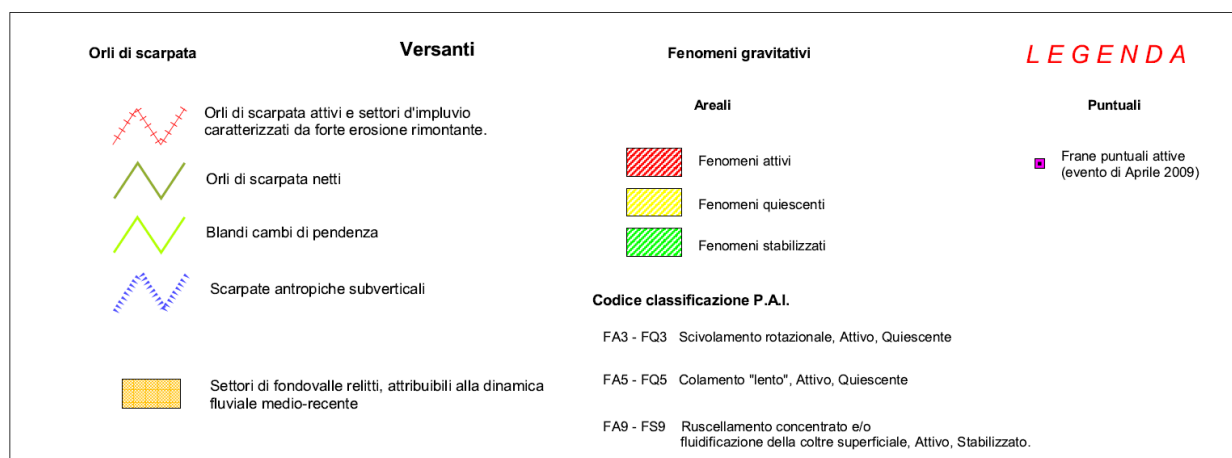 Versanti
L E G E N D A
Orli di scarpata
Orli di scarpata attivi e settori d'impluvio
caratterizzati da forte erosione rimontante.
Orli di scarpata netti
Blandi cambi di pendenza
Scarpate antropiche subverticali
Settori di fondovalle relitti, attribuibili alla dinamica
fluviale medio-recente
Fenomeni gravitativi
Areali
Fenomeni attivi
Fenomeni quiescenti
Fenomeni stabilizzati
Codice classificazione P.A.I.
FA3 - FQ3 Scivolamento rotazionale, Attivo, Quiescente
FA5 - FQ5 Colamento "lento", Attivo, Quiescente
FA9 - FS9 Ruscellamento concentrato e/o
fluidificazione della coltre superficiale, Attivo, Stabilizzato.
Puntuali
Frane puntuali attive
(evento di Aprile 2009)